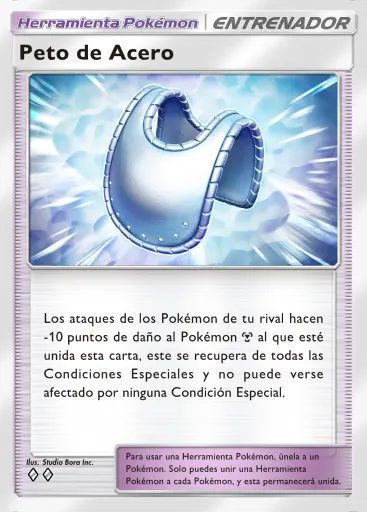 Herramienta Pokémon ENTRENADOR
Peto de Acero
Los ataques de los Pokémon de tu rival hacen
-10 puntos de daño al Pokémon al que esté
unida esta carta, este se recupera de todas las
Condiciones Especiales y no puede verse
afectado por ninguna Condición Especial.
Ilus. Studio Bora Inc.
Para usar una Herramienta Pokémon, únela a un
Pokémon. Solo puedes unir una Herramienta
Pokémon a cada Pokémon, y esta permanecerá unida.